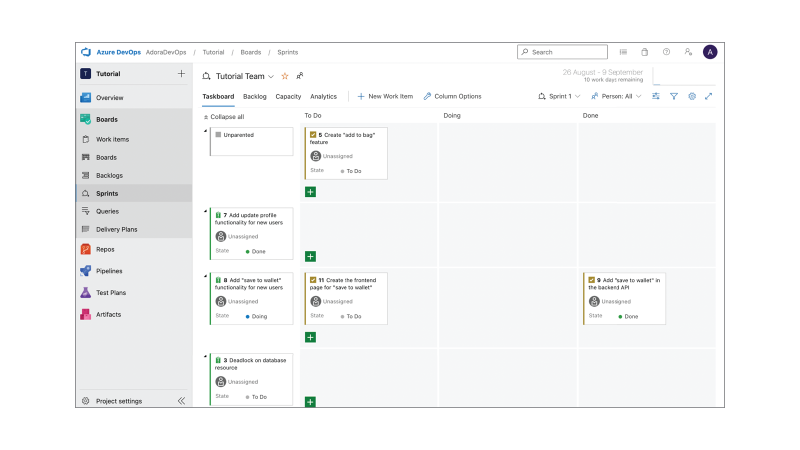 Azure DevOps AdoraDevOps / Tutorial / Boards / Sprints Search A
T Tutorial
Overview
Boards
Work items
Boards
Backlogs
Sprints
Queries
Delivery Plans
Repos
Pipelines
Test Plans
Artifacts
Project settings
Tutorial Team
26 August - 9 September
10 work days remaining
Taskboard Backlog Capacity Analytics New Work Item Column Options Sprint 1 Person: All
Collapse all To Do Doing Done
Unparented
5 Create "add to bag"
feature
Unassigned
State To Do
7 Add update profile
functionality for new users
Unassigned
State Done
8 Add "save to wallet"
functionality for new users
Unassigned
State Doing
11 Create the frontend
page for "save to wallet"
Unassigned
State To Do
9 Add "save to wallet" in
the backend API
Unassigned
State Done
3 Deadlock on database
resource
Unassigned
State To Do